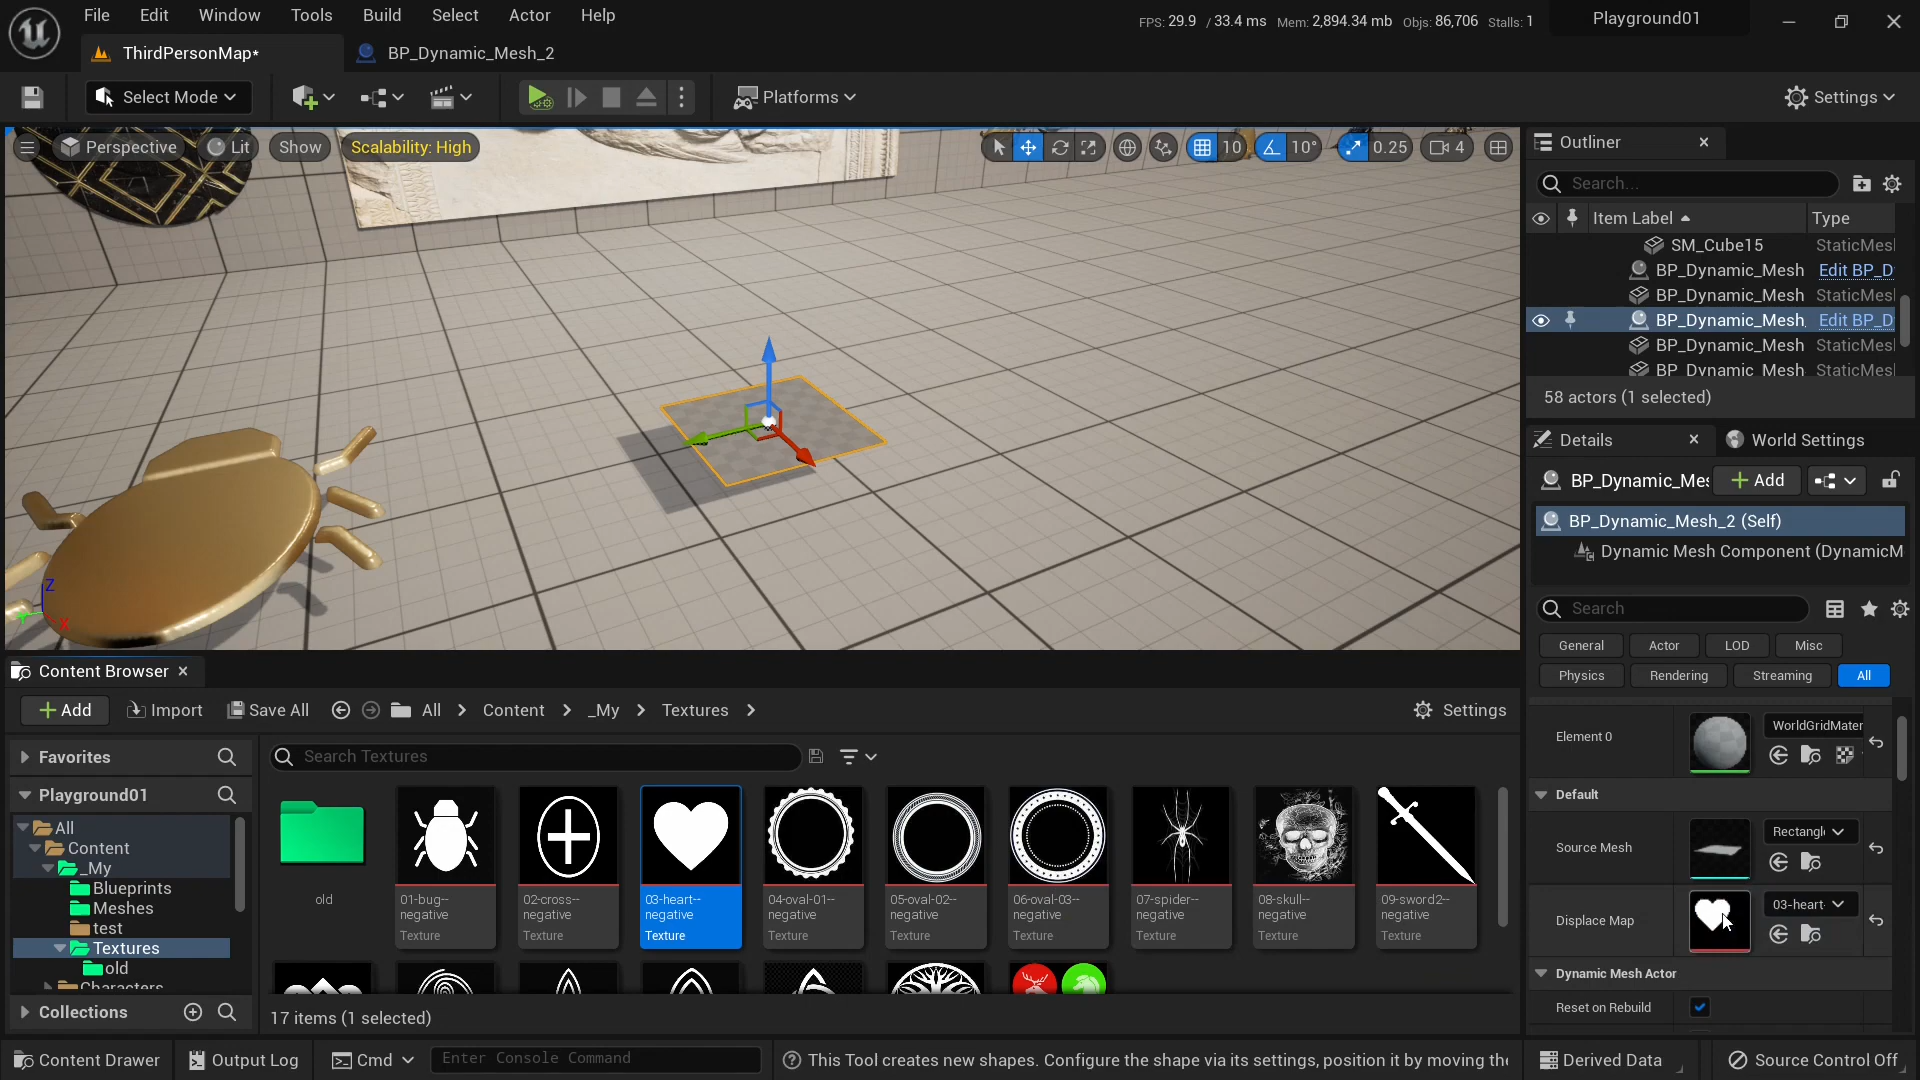 File Edit Window Tools Build Select Actor Help
FPS: 29.9 / 33.4 ms Mem: 2,894.34 mb Objs: 86,706 Stalls: 1 Playground01
ThirdPersonMap* BP_Dynamic_Mesh_2
Select Mode Platforms Settings
Perspective Lit Show Scalability: High 10 10° 0.25 4
Outliner
Search...
Item Label Type
SM_Cube15 StaticMesl
BP_Dynamic_Mesh Edit BP_D
BP_Dynamic_Mesh StaticMesl
BP_Dynamic_Mesh Edit BP_D
BP_Dynamic_Mesh StaticMesl
BP_Dynamic_Mesh StaticMesl
58 actors (1 selected)
Details World Settings
BP_Dynamic_Mes Add
BP_Dynamic_Mesh_2 (Self)
Dynamic Mesh Component (DynamicM
Search
General Actor LOD Misc
Physics Rendering Streaming All
Element 0 WorldGridMater
Default
Source Mesh Rectangl
Displace Map 03-heart-
Dynamic Mesh Actor
Reset on Rebuild
Z
Y
X
Content Browser
Add Import Save All All Content _My Textures Settings
Favorites
Playground01
All
Content
_My
Blueprints
Meshes
test
Textures
old
Characters
Collections
Search Textures
old
01-bug--negative Texture
02-cross--negative Texture
03-heart--negative Texture
04-oval-01--negative Texture
05-oval-02--negative Texture
06-oval-03--negative Texture
07-spider--negative Texture
08-skull--negative Texture
09-sword2--negative Texture
17 items (1 selected)
Content Drawer Output Log Cmd Enter Console Command This Tool creates new shapes. Configure the shape via its settings, position it by moving the Derived Data Source Control Off